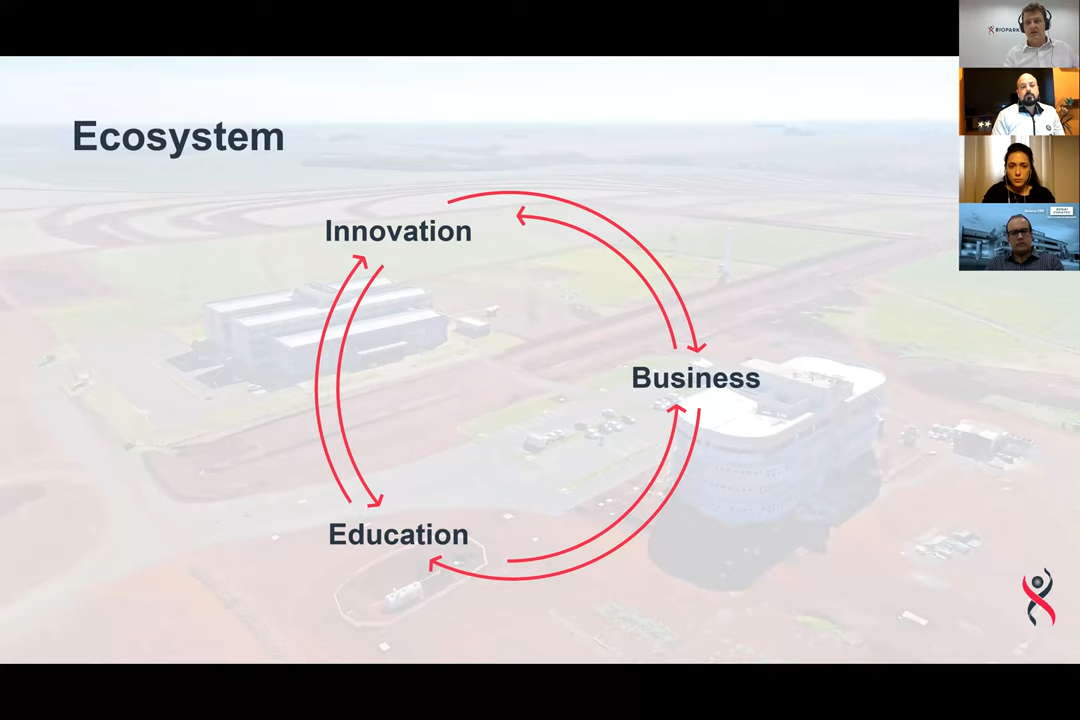 Ecosystem
Innovation
Business
Education
BIOPARK